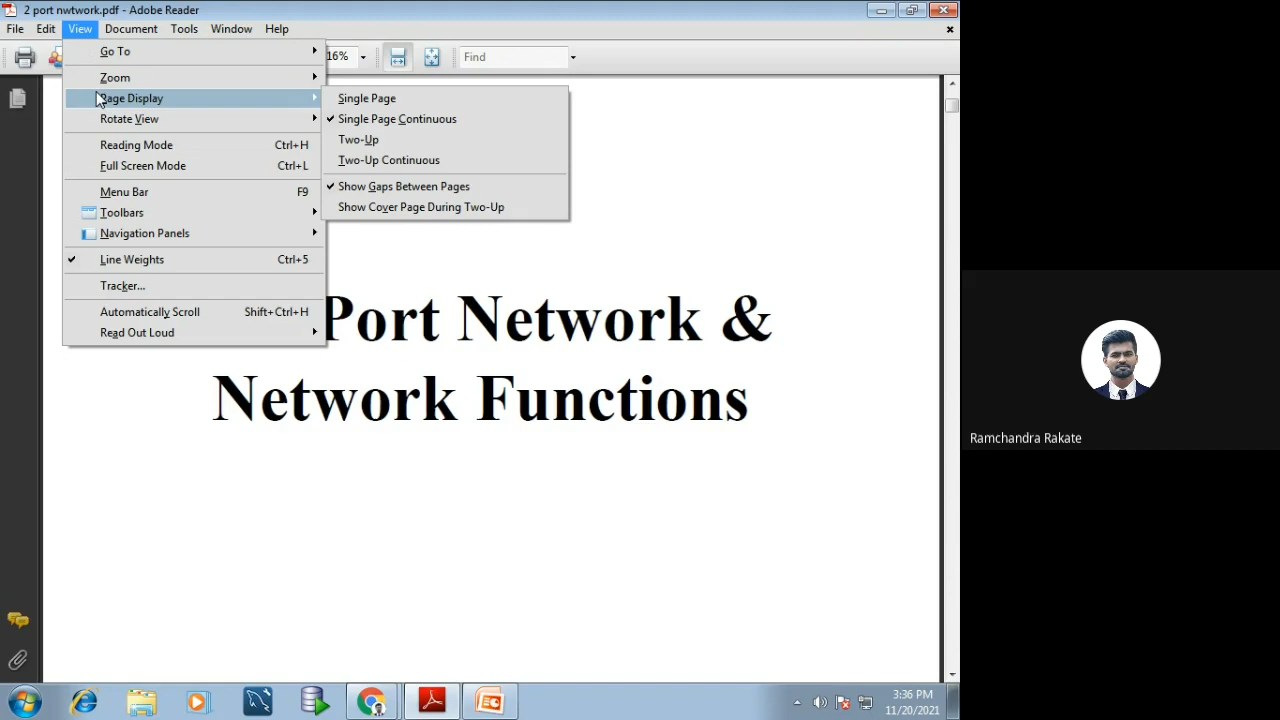 2 port nwtwork.pdf - Adobe Reader
File Edit View Document Tools Window Help
16% Find
Go To
Zoom
Page Display
Rotate View
Reading Mode Ctrl+H
Full Screen Mode Ctrl+L
Menu Bar F9
Toolbars
Navigation Panels
Line Weights Ctrl+5
Tracker...
Automatically Scroll Shift+Ctrl+H
Read Out Loud
Single Page
Single Page Continuous
Two-Up
Two-Up Continuous
Show Gaps Between Pages
Show Cover Page During Two-Up
Port Network &
Network Functions
Ramchandra Rakate
3:36 PM
11/20/2021